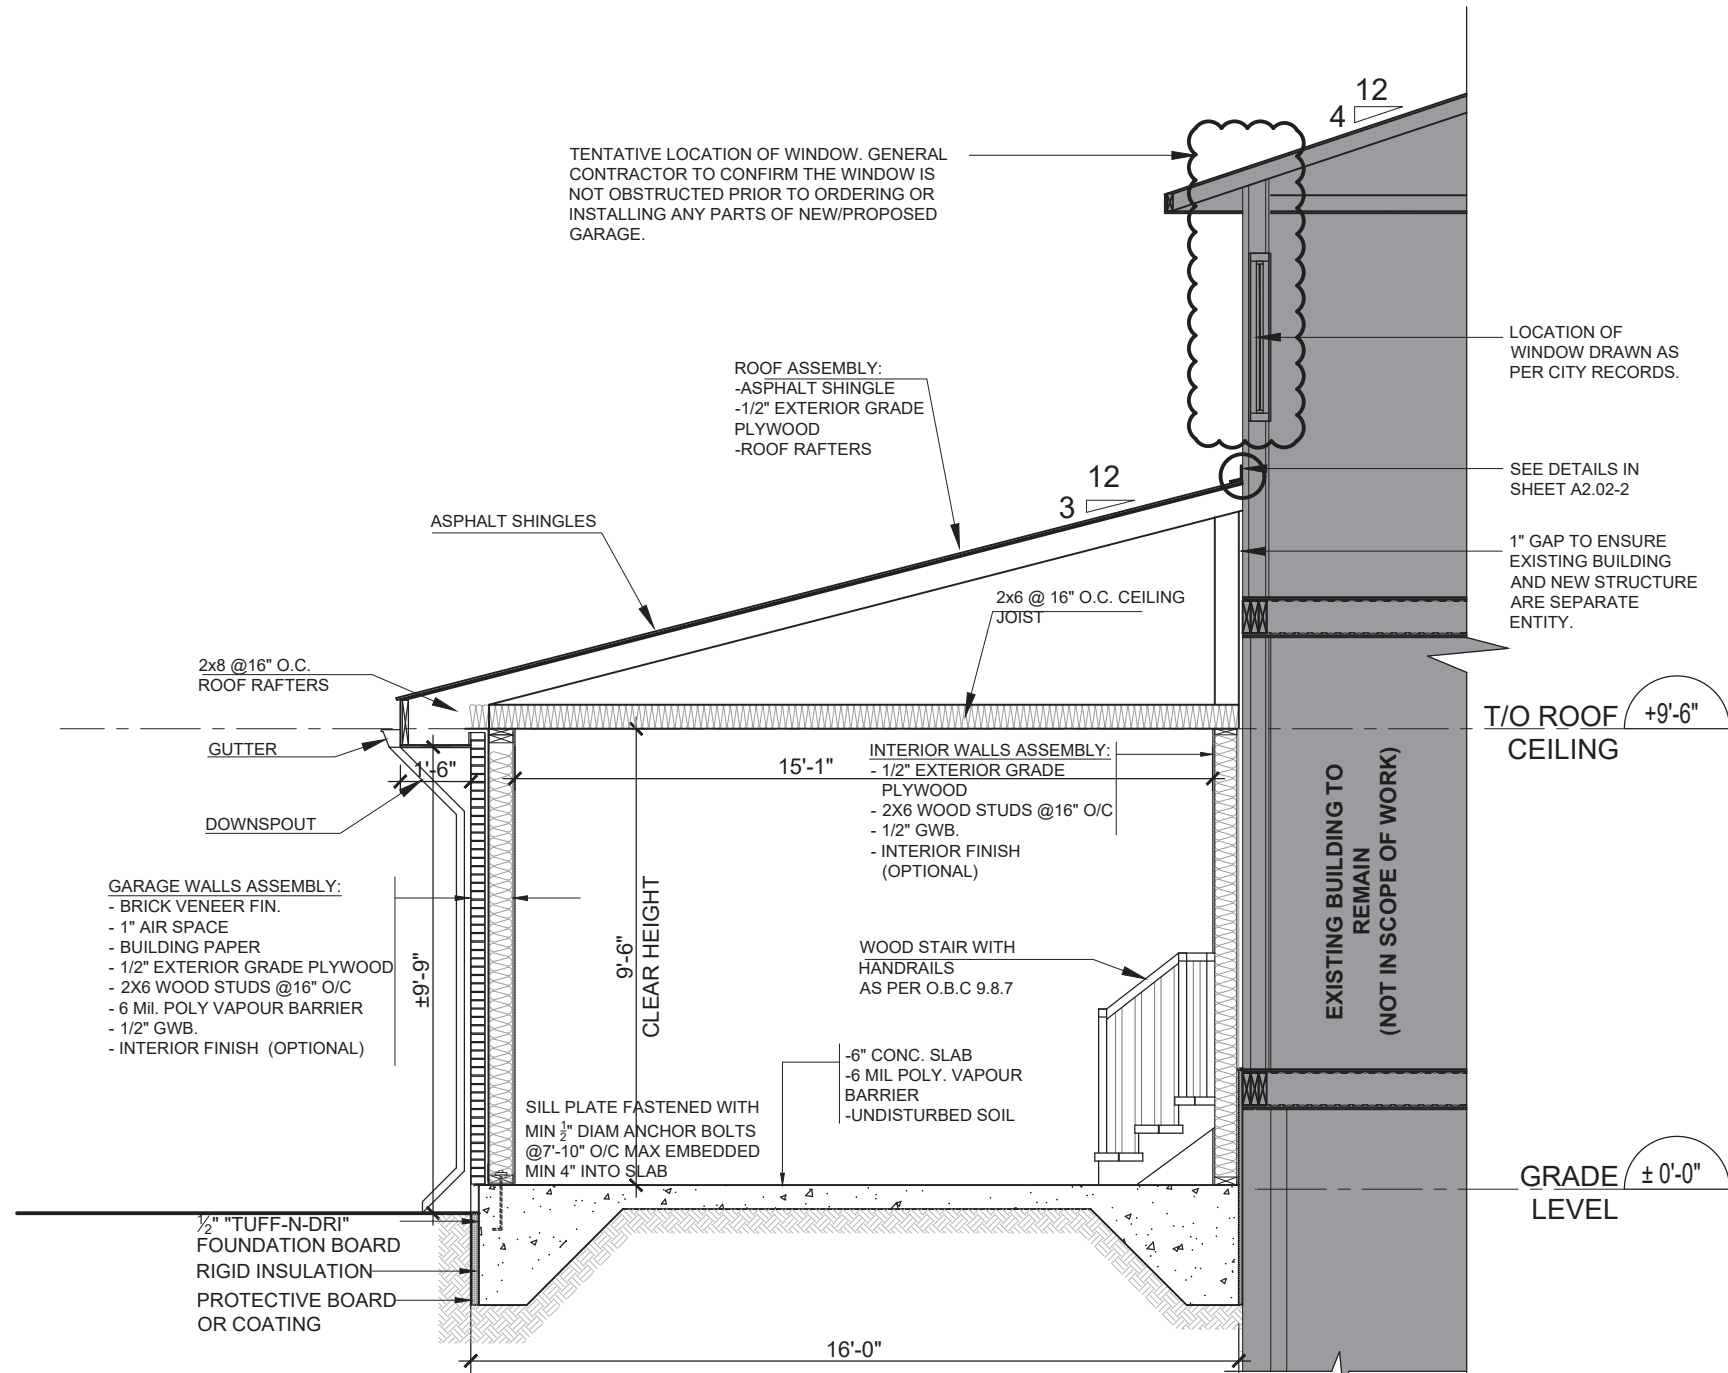 12
4
TENTATIVE LOCATION OF WINDOW. GENERAL
CONTRACTOR TO CONFIRM THE WINDOW IS
NOT OBSTRUCTED PRIOR TO ORDERING OR
INSTALLING ANY PARTS OF NEW/PROPOSED
GARAGE.
LOCATION OF
WINDOW DRAWN AS
PER CITY RECORDS.
ROOF ASSEMBLY:
-ASPHALT SHINGLE
-1/2" EXTERIOR GRADE
PLYWOOD
-ROOF RAFTERS
SEE DETAILS IN
SHEET A2.02-2
12
3
ASPHALT SHINGLES
1" GAP TO ENSURE
EXISTING BUILDING
AND NEW STRUCTURE
ARE SEPARATE
ENTITY.
2x6 @ 16" O.C. CEILING
JOIST
2x8 @16" O.C.
ROOF RAFTERS
T/O ROOF
CEILING
+9'-6"
GUTTER
1'-6"
15'-1"
INTERIOR WALLS ASSEMBLY:
- 1/2" EXTERIOR GRADE
PLYWOOD
- 2X6 WOOD STUDS @16" O/C
- 1/2" GWB.
- INTERIOR FINISH
(OPTIONAL)
DOWNSPOUT
EXISTING BUILDING TO
REMAIN
(NOT IN SCOPE OF WORK)
GARAGE WALLS ASSEMBLY:
- BRICK VENEER FIN.
- 1" AIR SPACE
- BUILDING PAPER
- 1/2" EXTERIOR GRADE PLYWOOD
- 2X6 WOOD STUDS @16" O/C
- 6 Mil. POLY VAPOUR BARRIER
- 1/2" GWB.
- INTERIOR FINISH (OPTIONAL)
±9'-9"
9'-6"
CLEAR HEIGHT
WOOD STAIR WITH
HANDRAILS
AS PER O.B.C 9.8.7
-6" CONC. SLAB
-6 MIL POLY. VAPOUR
BARRIER
-UNDISTURBED SOIL
SILL PLATE FASTENED WITH
MIN ½" DIAM ANCHOR BOLTS
@7'-10" O/C MAX EMBEDDED
MIN 4" INTO SLAB
GRADE
LEVEL
± 0'-0"
½" "TUFF-N-DRI"
FOUNDATION BOARD
RIGID INSULATION
PROTECTIVE BOARD
OR COATING
16'-0"